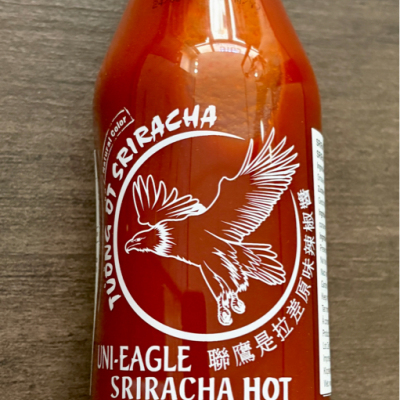 Natural Color
TUONG OT SRIRACHA
聯鷹是拉差原味辣椒醬
UNI-EAGLE
SRIRACHA HOT